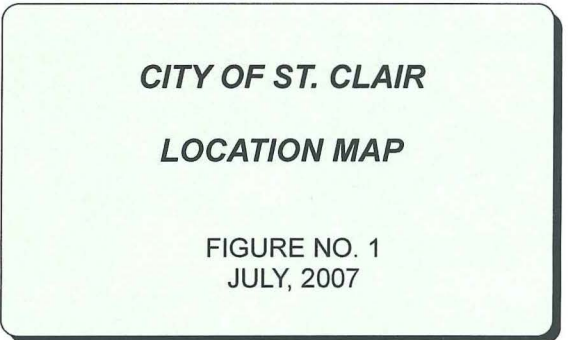 CITY OF ST. CLAIR
LOCATION MAP
FIGURE NO. 1
JULY, 2007